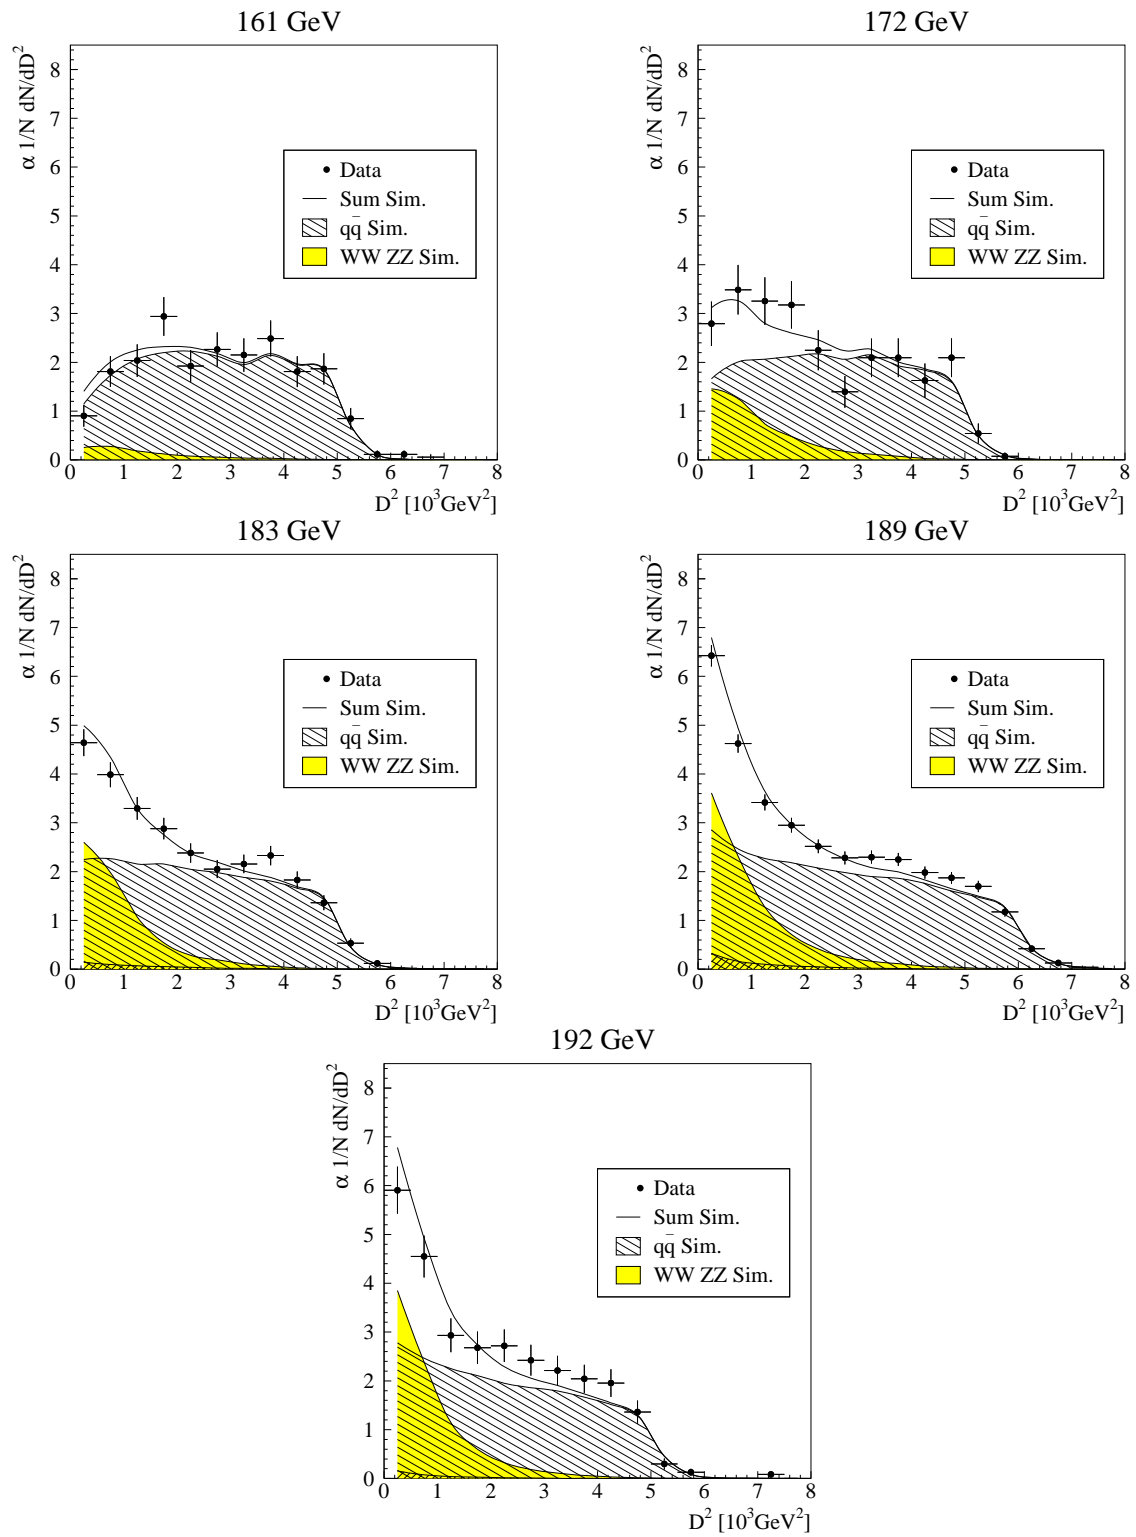 161 GeV
α 1/N dN/dD²
8
7
6
5
4
3
2
1
0
Data
Sum Sim.
qq̄ Sim.
WW ZZ Sim.
0 1 2 3 4 5 6 7 8
D² [10³GeV²]
172 GeV
α 1/N dN/dD²
8
7
6
5
4
3
2
1
0
Data
Sum Sim.
qq̄ Sim.
WW ZZ Sim.
0 1 2 3 4 5 6 7 8
D² [10³GeV²]
183 GeV
α 1/N dN/dD²
8
7
6
5
4
3
2
1
0
Data
Sum Sim.
qq̄ Sim.
WW ZZ Sim.
0 1 2 3 4 5 6 7 8
D² [10³GeV²]
189 GeV
α 1/N dN/dD²
8
7
6
5
4
3
2
1
0
Data
Sum Sim.
qq̄ Sim.
WW ZZ Sim.
0 1 2 3 4 5 6 7 8
D² [10³GeV²]
192 GeV
α 1/N dN/dD²
8
7
6
5
4
3
2
1
0
Data
Sum Sim.
qq̄ Sim.
WW ZZ Sim.
0 1 2 3 4 5 6 7 8
D² [10³GeV²]